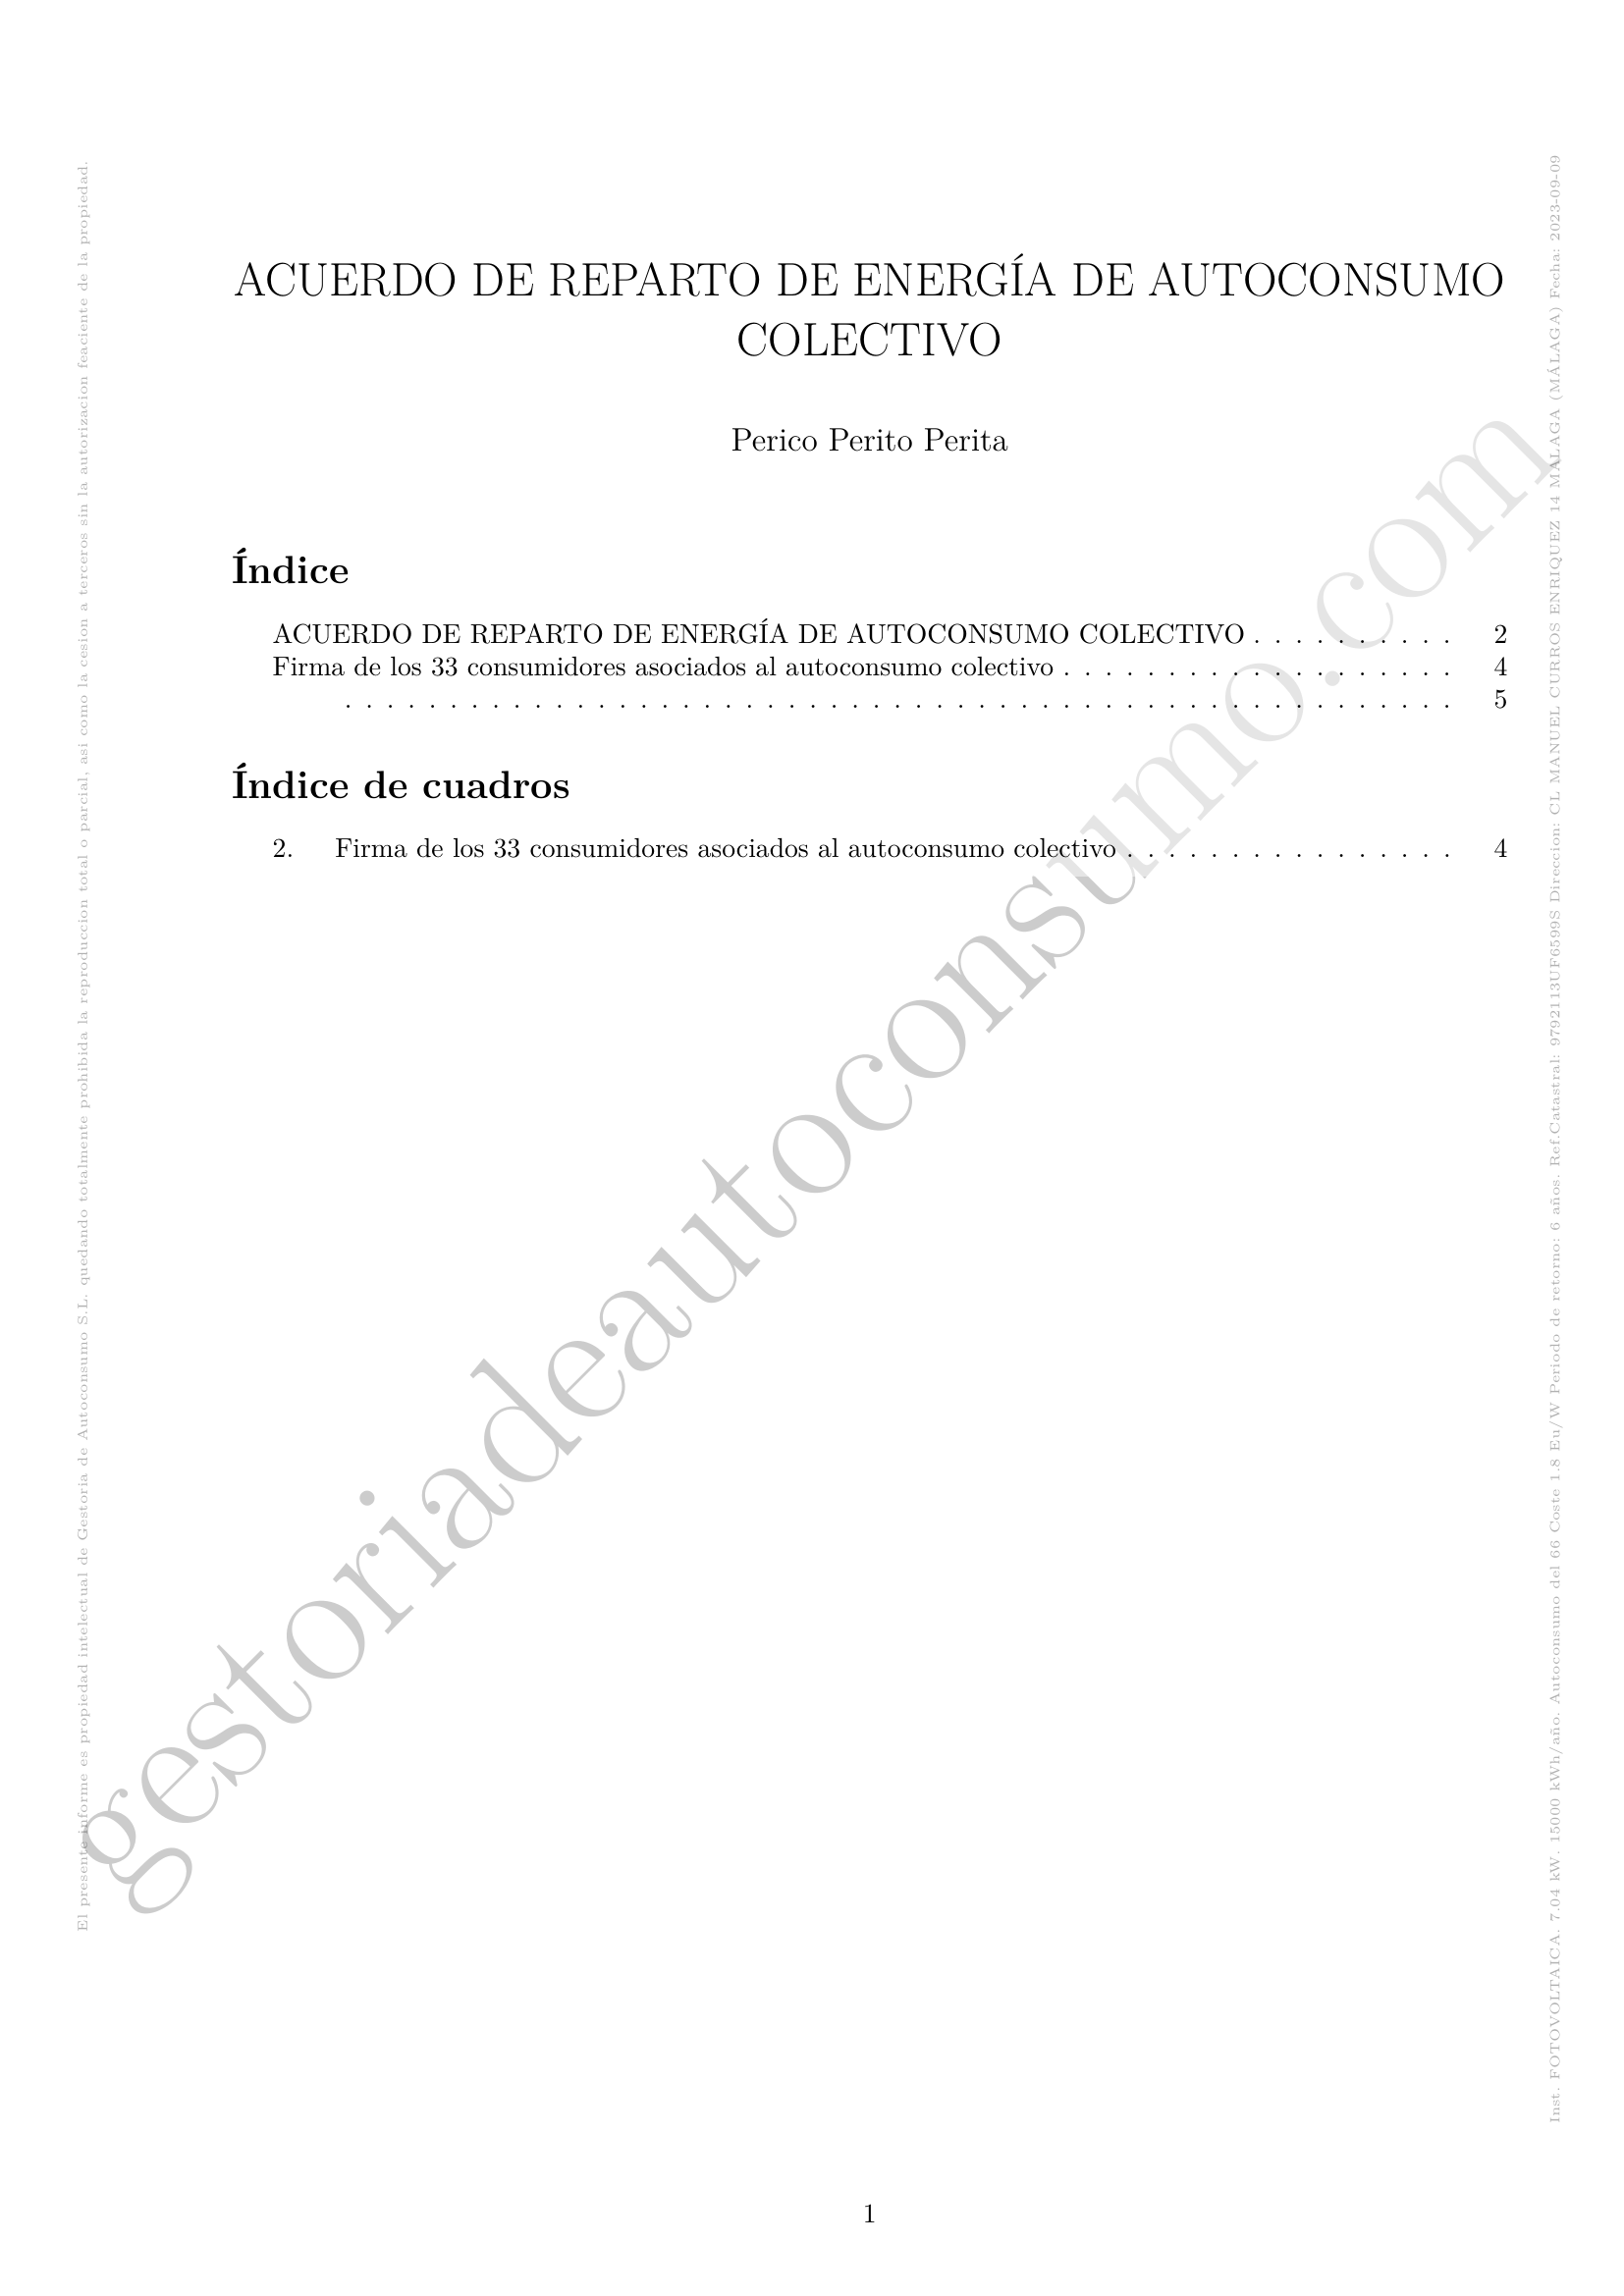 ACUERDO DE REPARTO DE ENERGÍA DE AUTOCONSUMO
COLECTIVO
Perico Perito Perita
Índice
ACUERDO DE REPARTO DE ENERGÍA DE AUTOCONSUMO COLECTIVO . . . . . . . . . . 2
Firma de los 33 consumidores asociados al autoconsumo colectivo . . . . . . . . . . . . . . . . . . . 4
. . . . . . . . . . . . . . . . . . . . . . . . . . . . . . . . . . . . . . . . . . . . . . . . . . . . . 5
Índice de cuadros
2. Firma de los 33 consumidores asociados al autoconsumo colectivo . . . . . . . . . . . . . . . . 4
gestoriadeautoconsumo.com
El presente informe es propiedad intelectual de Gestoria de Autoconsumo S.L. quedando totalmente prohibida la reproduccion total o parcial, asi como la cesion a terceros sin la autorizacion feaciente de la propiedad.
Inst. FOTOVOLTAICA. 7.04 kW. 15000 kWh/año. Autoconsumo del 66 Coste 1.8 Eu/W Periodo de retorno: 6 años. Ref.Catastral: 9792113UF6599S Direccion: CL MANUEL CURROS ENRIQUEZ 14 MALAGA (MÁLAGA) Fecha: 2023-09-09
1